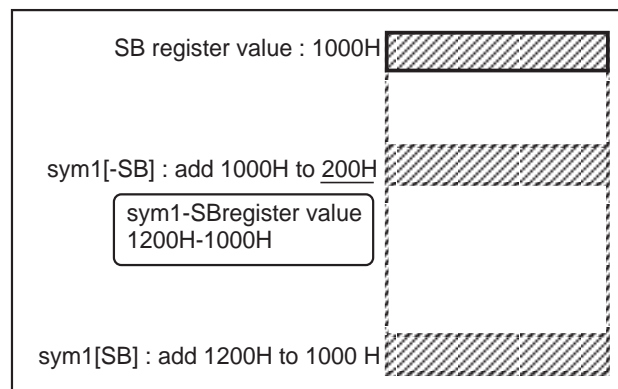 SB register value : 1000H
sym1[-SB] : add 1000H to 200H
sym1-SBregister value
1200H-1000H
sym1[SB] : add 1200H to 1000 H